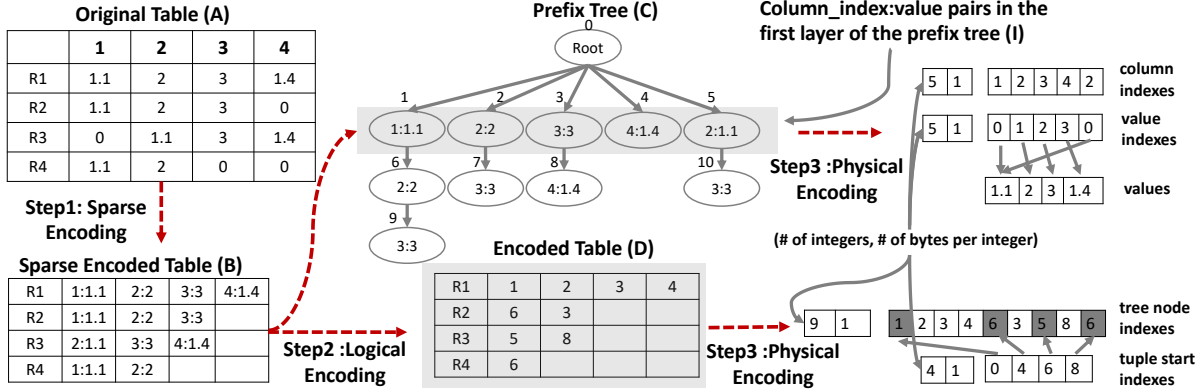 Original Table (A)
1 2 3 4
R1 1.1 2 3 1.4
R2 1.1 2 3 0
R3 0 1.1 3 1.4
R4 1.1 2 0 0
Step1: Sparse
Encoding
Sparse Encoded Table (B)
R1 1:1.1 2:2 3:3 4:1.4
R2 1:1.1 2:2 3:3
R3 2:1.1 3:3 4:1.4
R4 1:1.1 2:2
Prefix Tree (C)
0
Root
1 2 3 4 5
1:1.1 2:2 3:3 4:1.4 2:1.1
6 7 8 10
2:2 3:3 4:1.4 3:3
9
3:3
Step2 :Logical
Encoding
Encoded Table (D)
R1 1 2 3 4
R2 6 3
R3 5 8
R4 6
Column_index:value pairs in the
first layer of the prefix tree (I)
Step3 :Physical
Encoding
5 1 1 2 3 4 2
column
indexes
5 1 0 1 2 3 0
value
indexes
1.1 2 3 1.4
values
(# of integers, # of bytes per integer)
Step3 :Physical
Encoding
9 1 1 2 3 4 6 3 5 8 6
tree node
indexes
4 1 0 4 6 8
tuple start
indexes